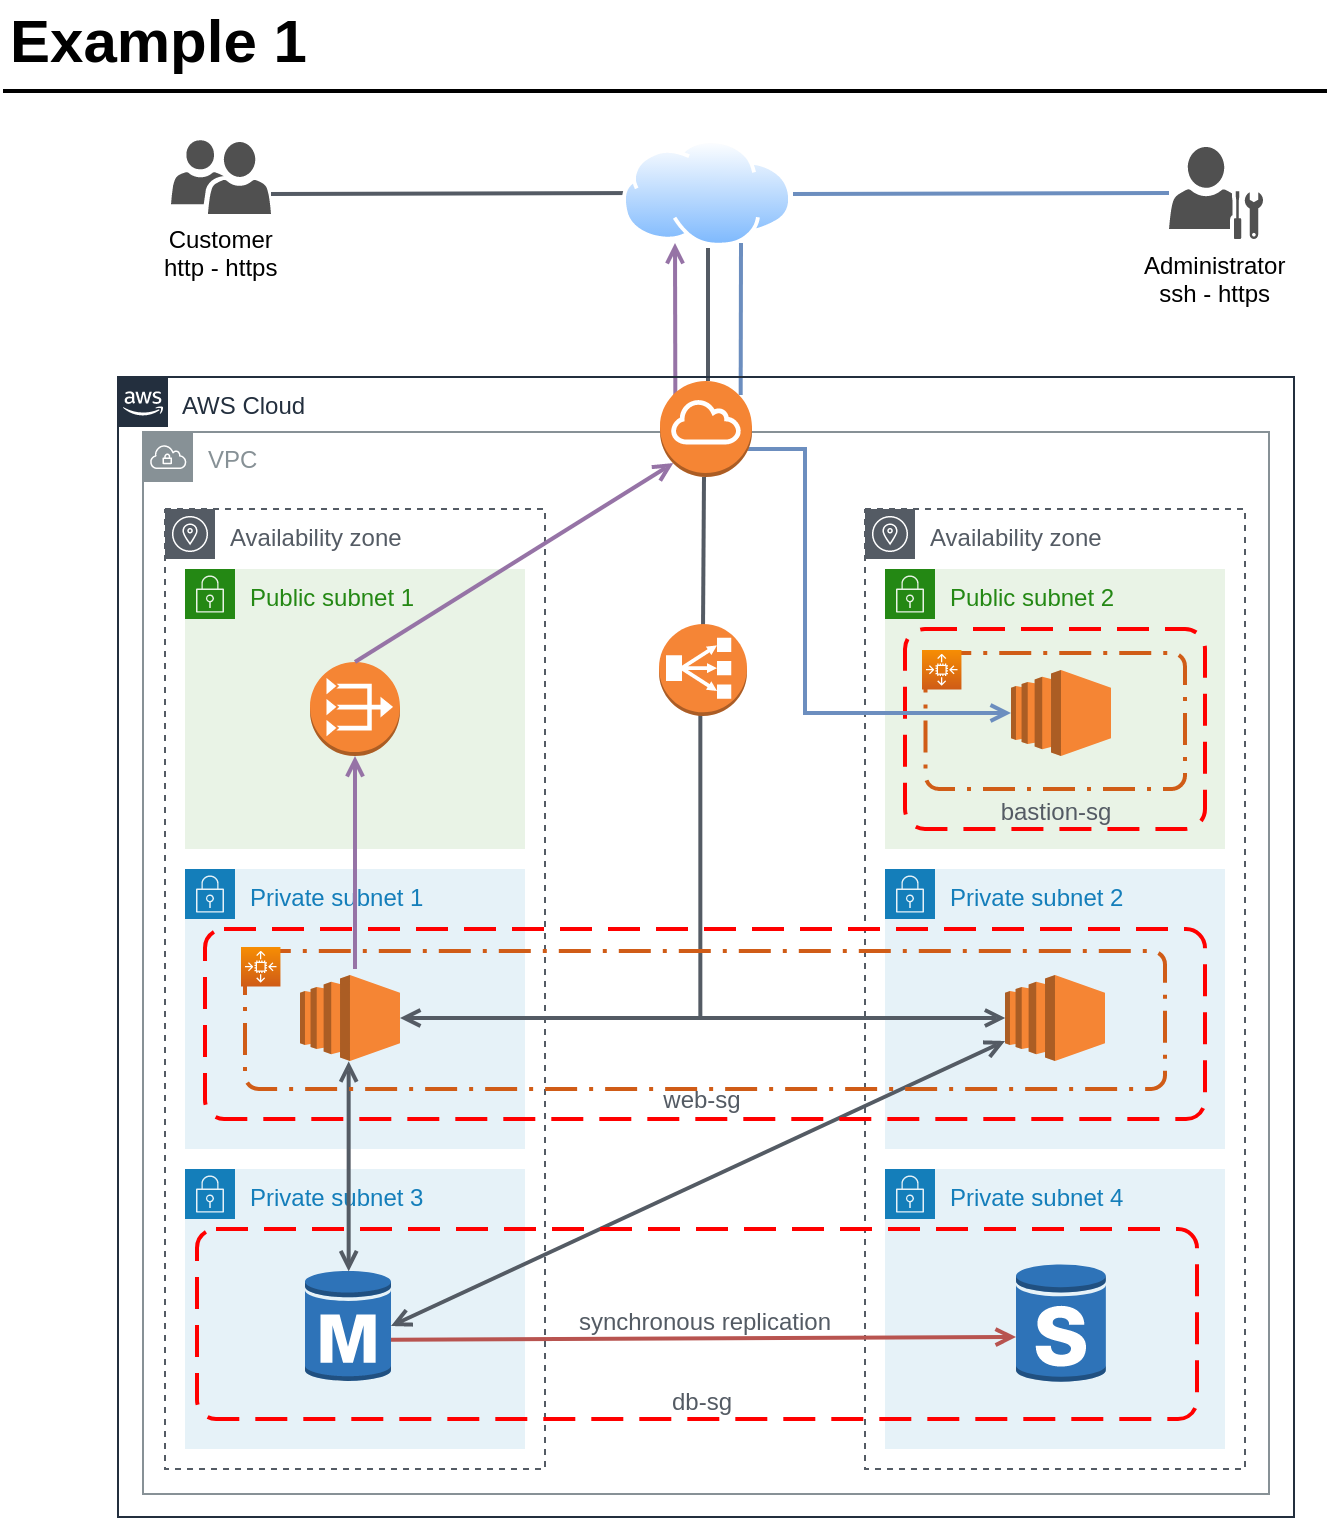 Example 1
Customer
http - https
Administrator
ssh - https
aws
AWS Cloud
VPC
Availability zone
Availability zone
Public subnet 1
Public subnet 2
bastion-sg
Private subnet 1
Private subnet 2
web-sg
Private subnet 3
Private subnet 4
M
S
synchronous replication
db-sg